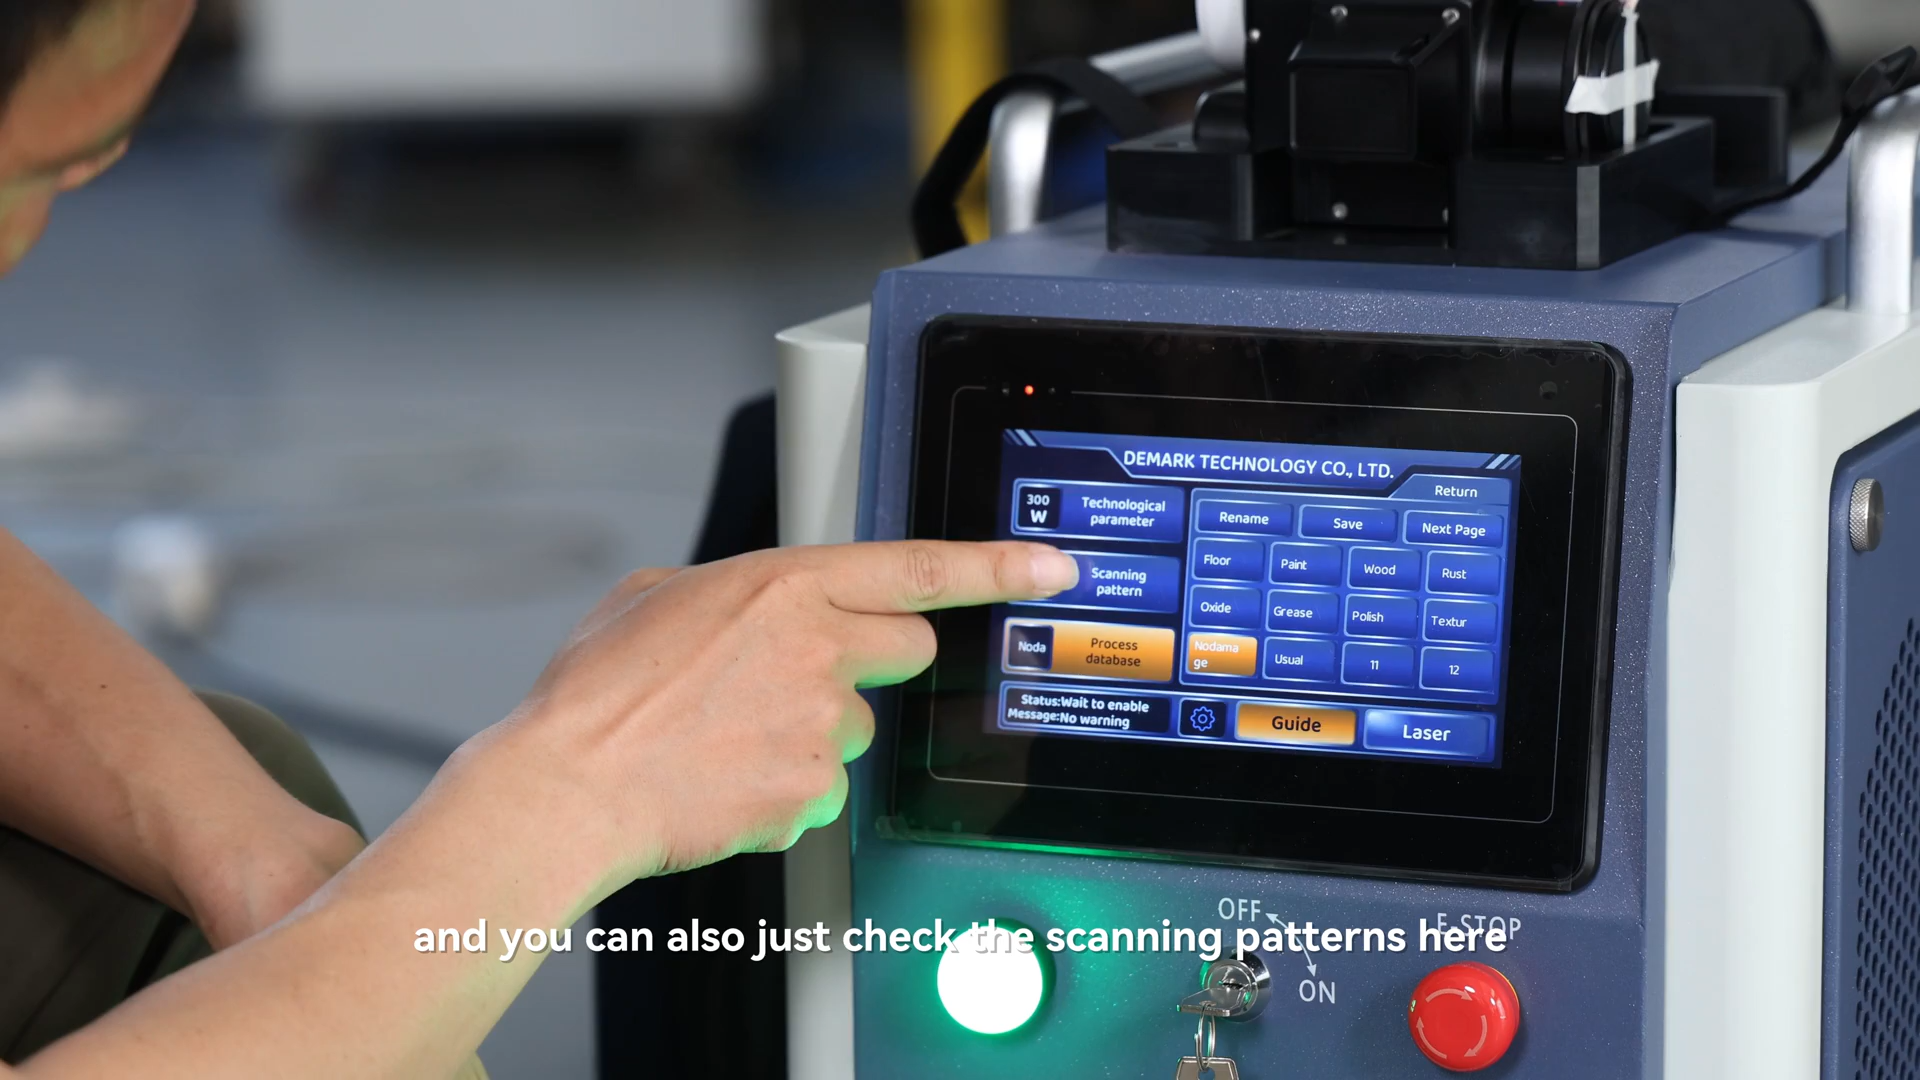 DEMARK TECHNOLOGY CO., LTD.
Return
300
W
Technological
parameter
Rename
Save
Next Page
Floor
Paint
Wood
Rust
Scanning
pattern
Oxide
Grease
Polish
Textur
Noda
Process
database
Nodama
ge
Usual
11
12
Status:Wait to enable
Message:No warning
Guide
Laser
OFF
E-STOP
and you can also just check the scanning patterns here
ON